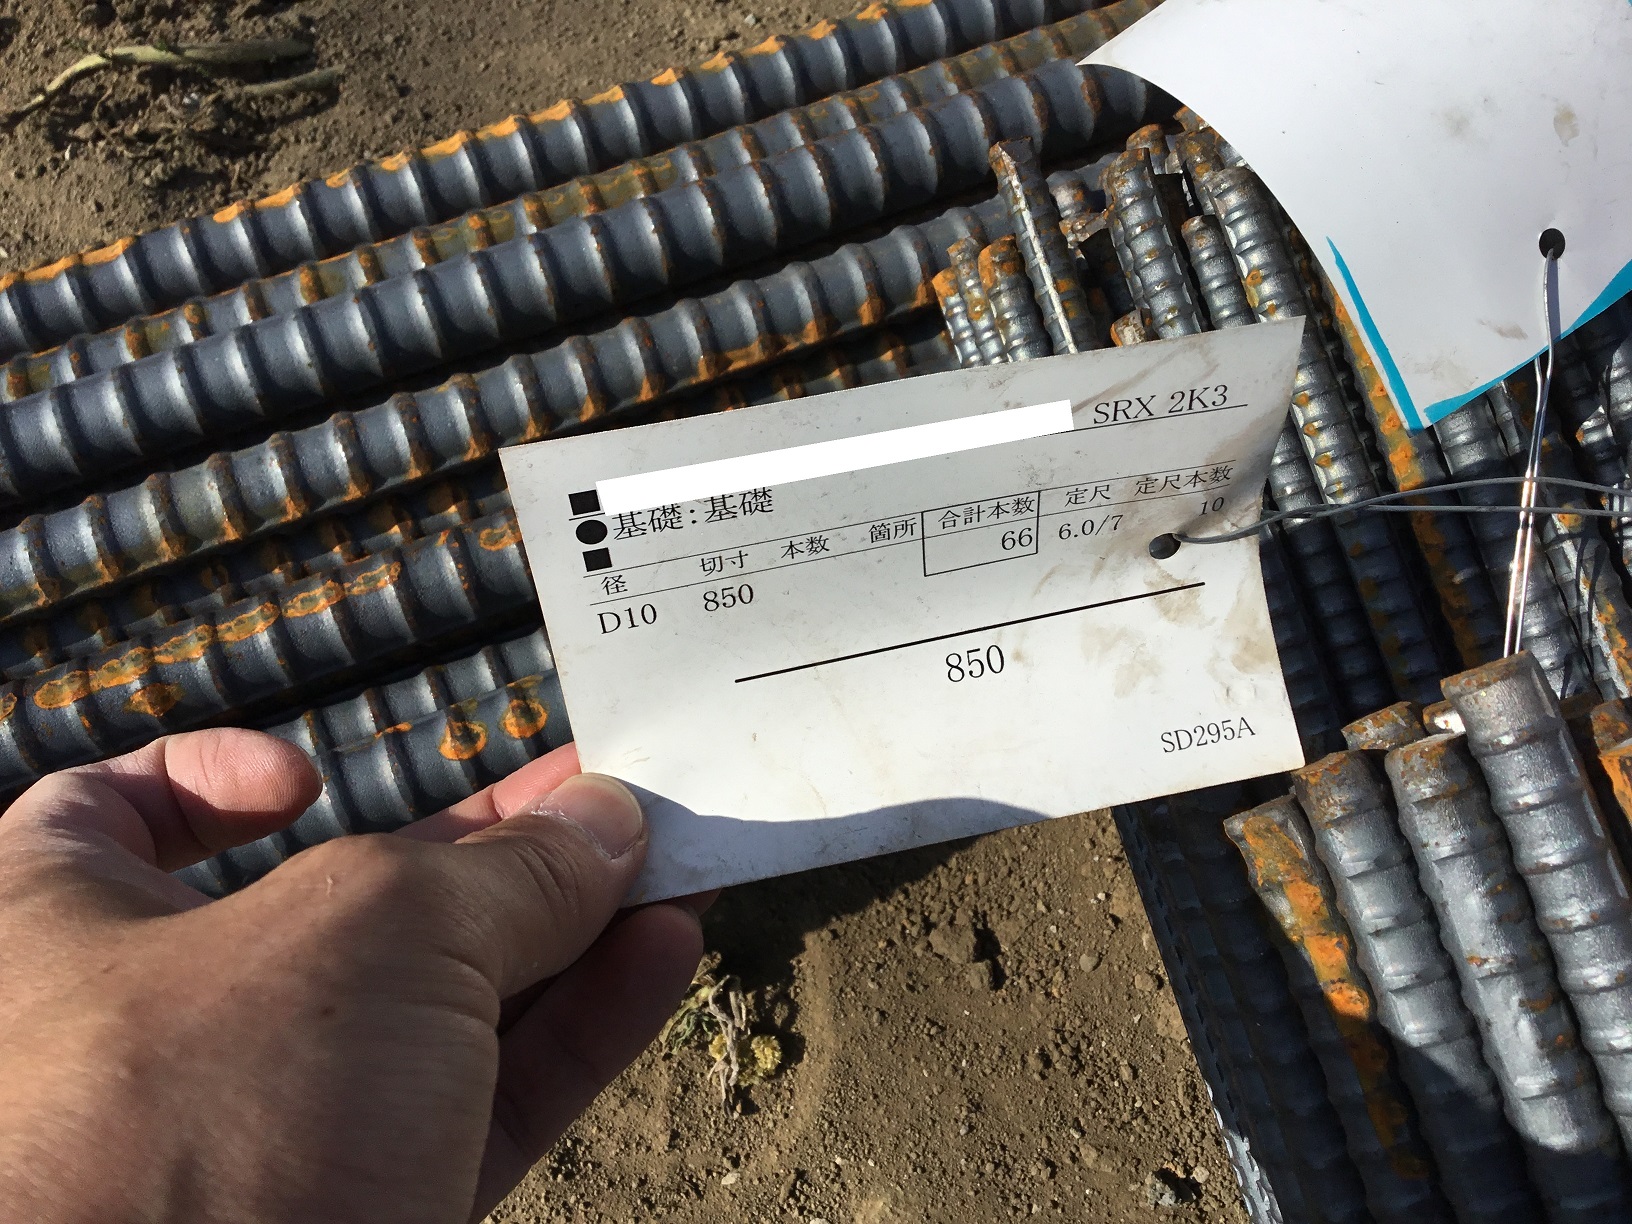 SRX 2K3
■
●基礎:基礎
■
径 切寸 本数 箇所 合計本数 定尺 定尺本数
D10 850 66 6.0/7 10
850
SD295A